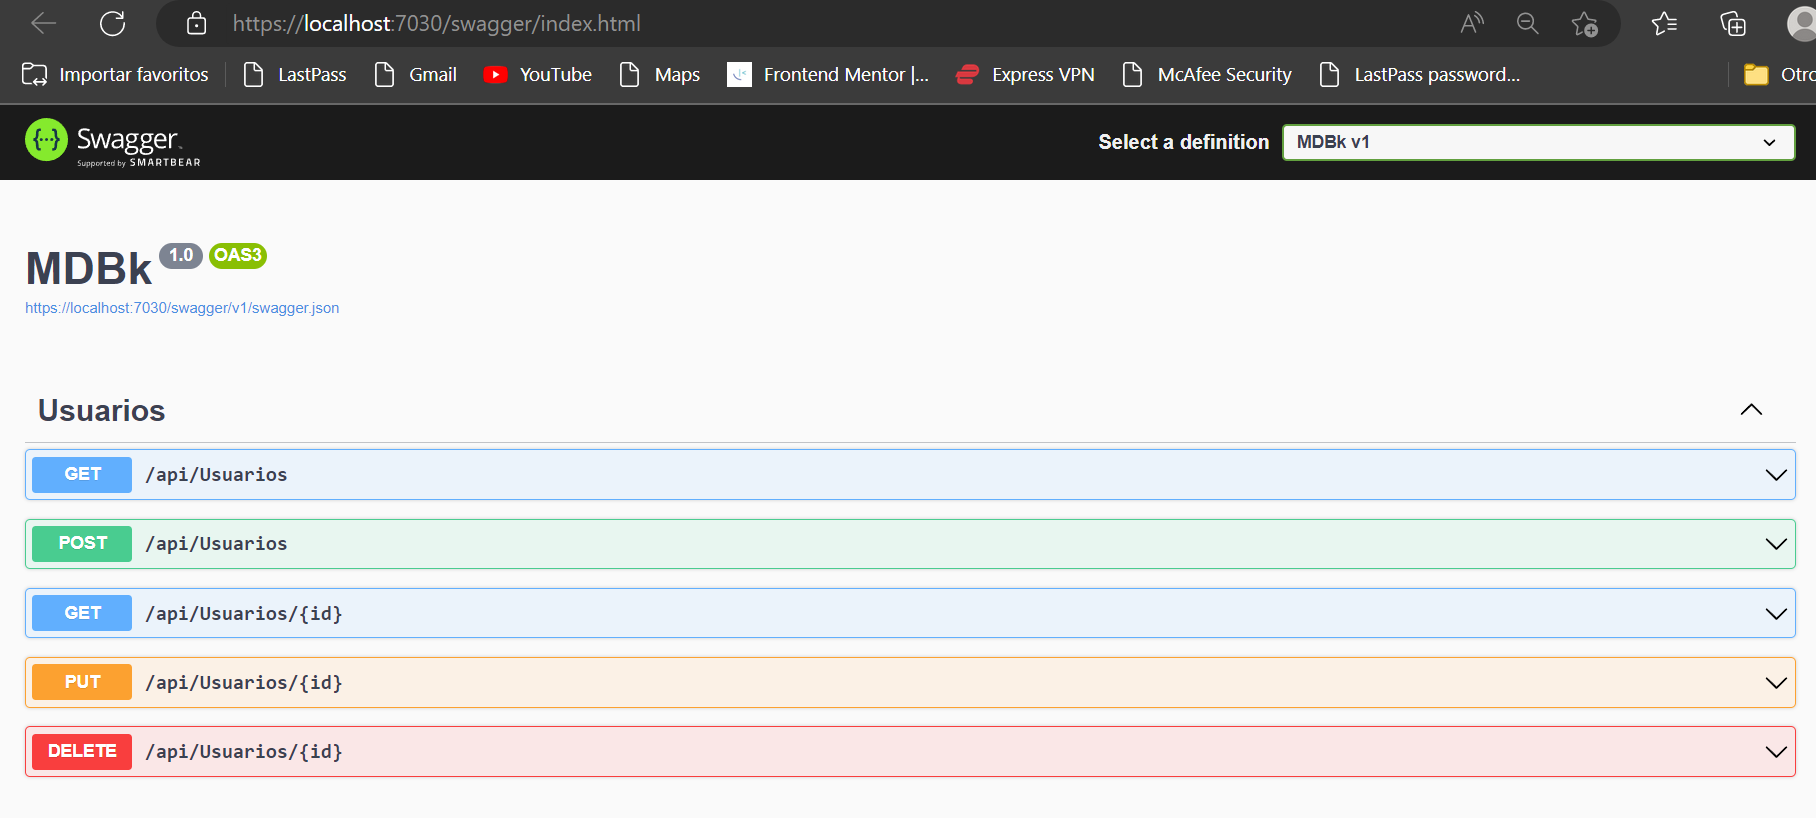 https://localhost:7030/swagger/index.html
Importar favoritos LastPass Gmail YouTube Maps Frontend Mentor |... Express VPN McAfee Security LastPass password... Otro
Swagger
Supported by SMARTBEAR
Select a definition MDBk v1
MDBk 1.0 OAS3
https://localhost:7030/swagger/v1/swagger.json
Usuarios
GET /api/Usuarios
POST /api/Usuarios
GET /api/Usuarios/{id}
PUT /api/Usuarios/{id}
DELETE /api/Usuarios/{id}